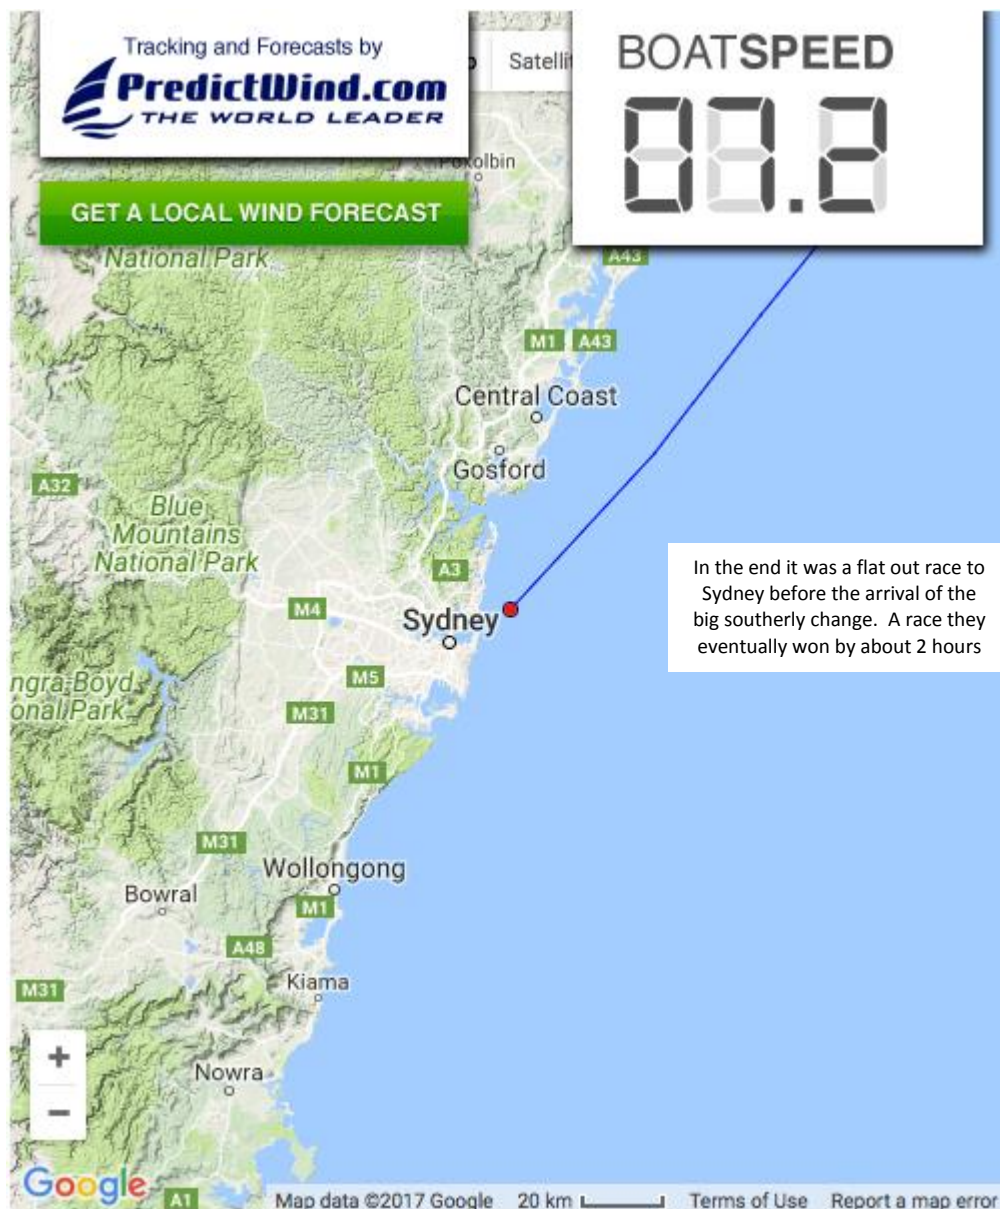 Tracking and Forecasts by
PredictWind.com
THE WORLD LEADER
GET A LOCAL WIND FORECAST
BOATSPEED
07.2
National Park
A43
M1 A43
Central Coast
Gosford
A32
Blue
Mountains
National Park
A3
M4
Sydney
In the end it was a flat out race to
Sydney before the arrival of the
big southerly change. A race they
eventually won by about 2 hours
M5
ngra-Boyd
onal Park
M31
M1
M31
Wollongong
Bowral
M1
A48
M31
Kiama
+
Nowra
−
Google
A1
Map data ©2017 Google 20 km Terms of Use Report a map error